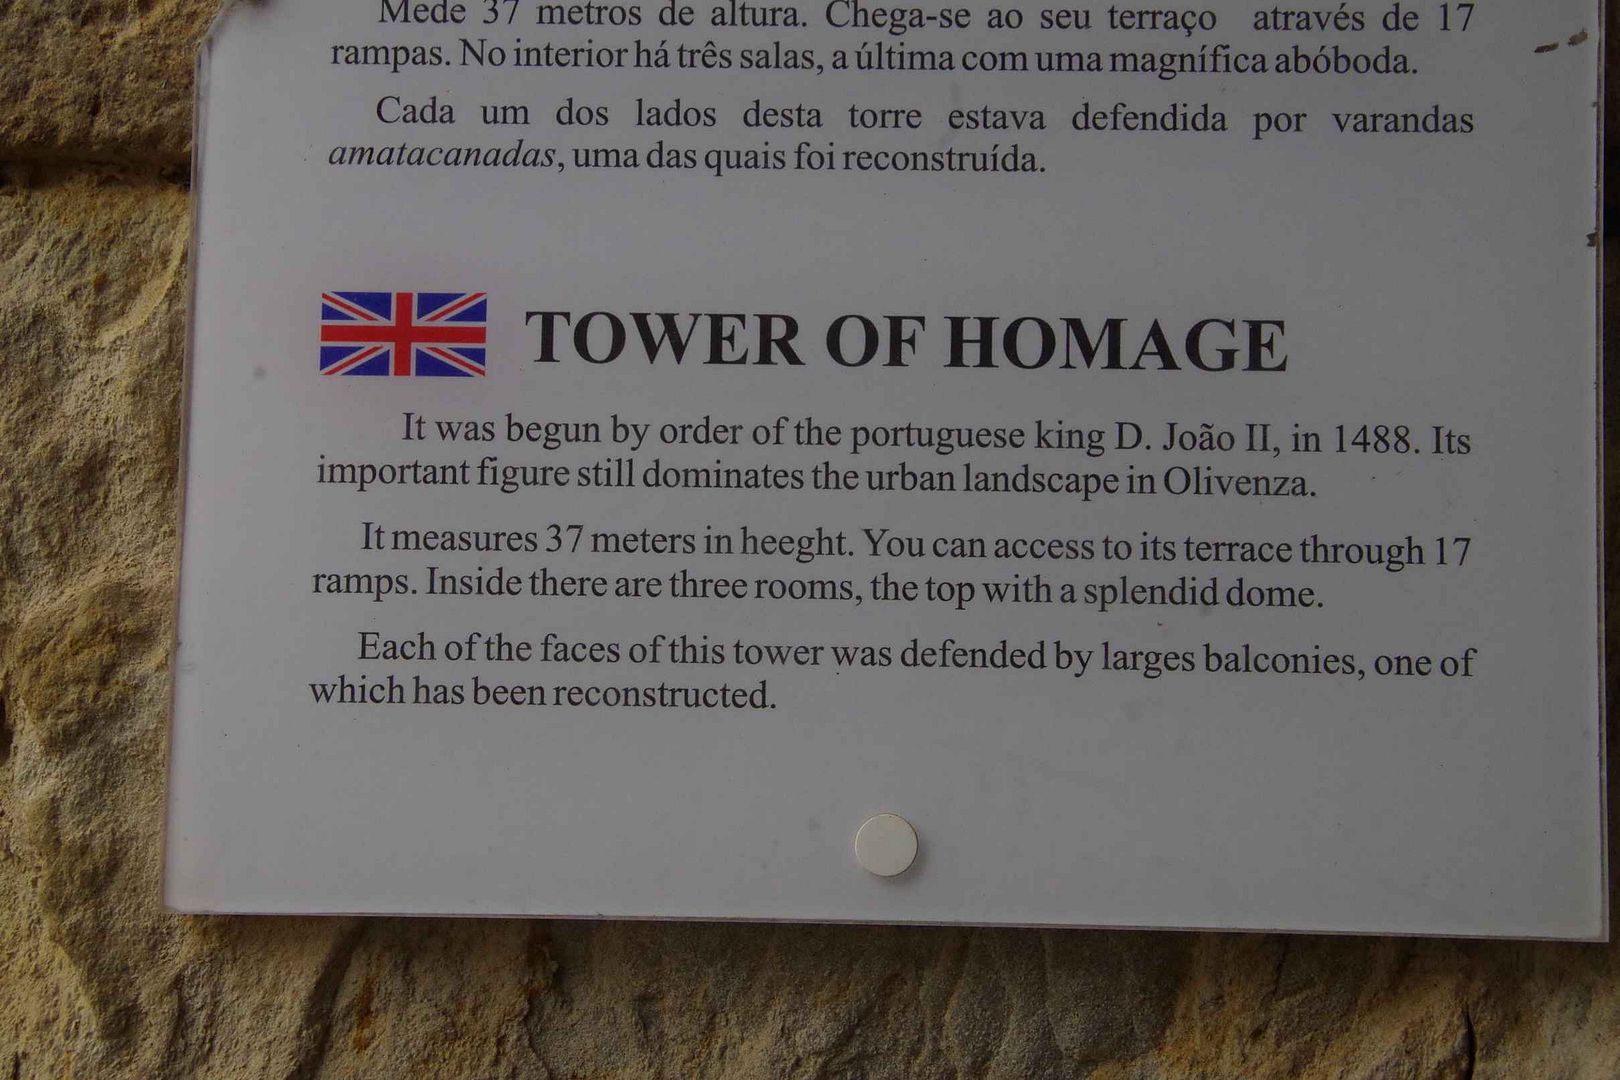 Mede 37 metros de altura. Chega-se ao seu terraço através de 17
rampas. No interior há três salas, a última com uma magnífica abóboda.
Cada um dos lados desta torre estava defendida por varandas
amatacanadas, uma das quais foi reconstruída.
TOWER OF HOMAGE
It was begun by order of the portuguese king D. João II, in 1488. Its
important figure still dominates the urban landscape in Olivenza.
It measures 37 meters in heeght. You can access to its terrace through 17
ramps. Inside there are three rooms, the top with a splendid dome.
Each of the faces of this tower was defended by larges balconies, one of
which has been reconstructed.